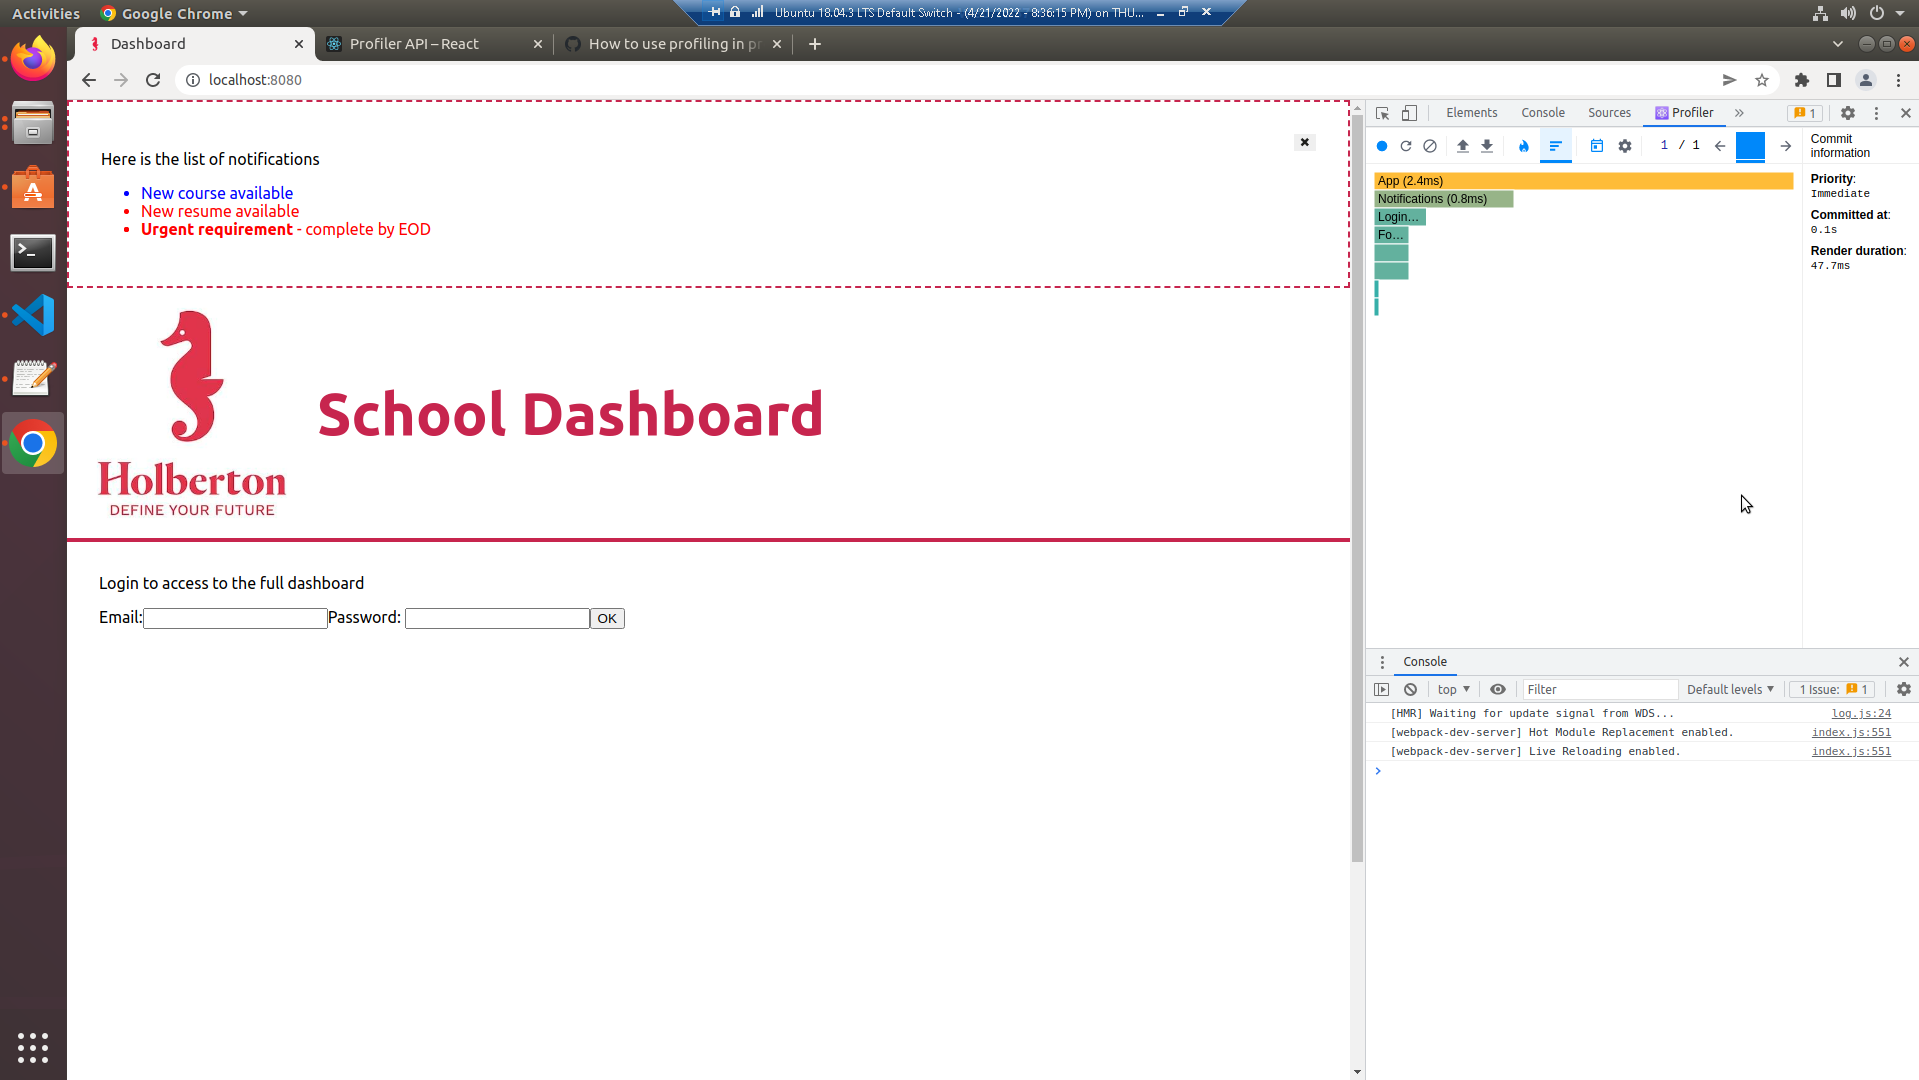 Activities
Google Chrome
Ubuntu 18.04.3 LTS Default Switch - (4/21/2022 - 8:36:15 PM) on THU...
Dashboard
Profiler API – React
How to use profiling in pr
localhost:8080
Here is the list of notifications
New course available
New resume available
Urgent requirement - complete by EOD
Holberton
DEFINE YOUR FUTURE
School Dashboard
Login to access to the full dashboard
Email:
Password:
OK
Elements
Console
Sources
Profiler
1
1 / 1
Commit information
App (2.4ms)
Notifications (0.8ms)
Login…
Fo…
Priority:
Immediate
Committed at:
0.1s
Render duration:
47.7ms
Console
top
Filter
Default levels
1 Issue: 1
[HMR] Waiting for update signal from WDS... log.js:24
[webpack-dev-server] Hot Module Replacement enabled. index.js:551
[webpack-dev-server] Live Reloading enabled. index.js:551